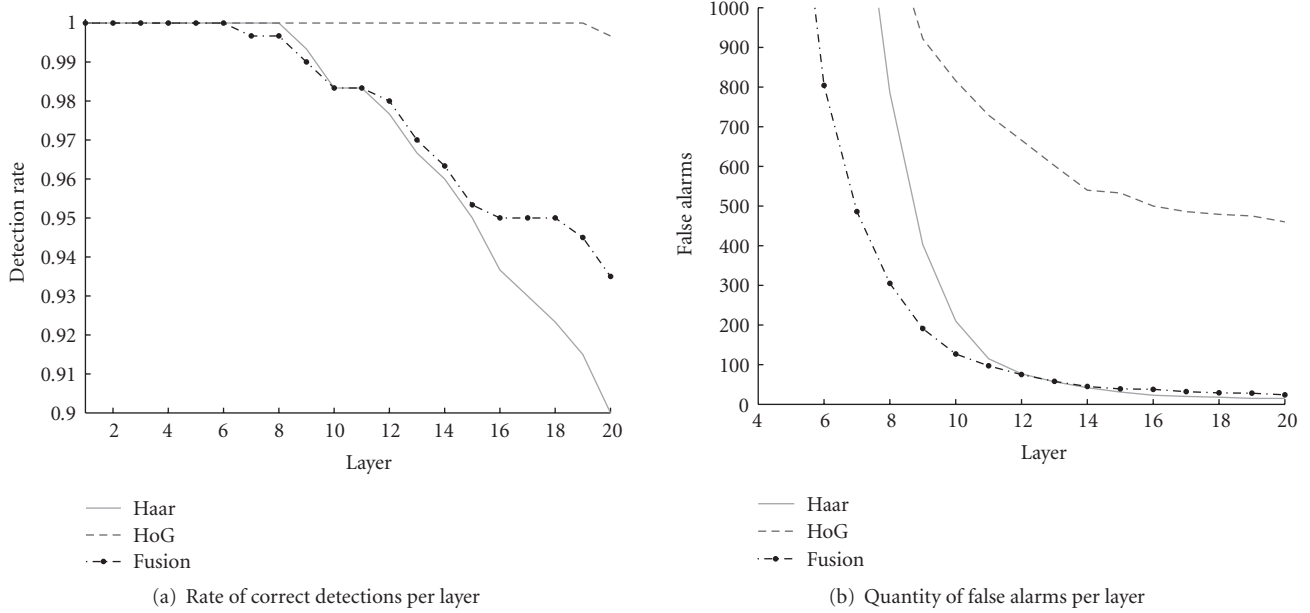 1
0.99
0.98
0.97
0.96
0.95
0.94
0.93
0.92
0.91
0.9
Detection rate
2 4 6 8 10 12 14 16 18 20
Layer
Haar
HoG
Fusion
(a) Rate of correct detections per layer
1000
900
800
700
600
500
400
300
200
100
0
False alarms
4 6 8 10 12 14 16 18 20
Layer
Haar
HoG
Fusion
(b) Quantity of false alarms per layer